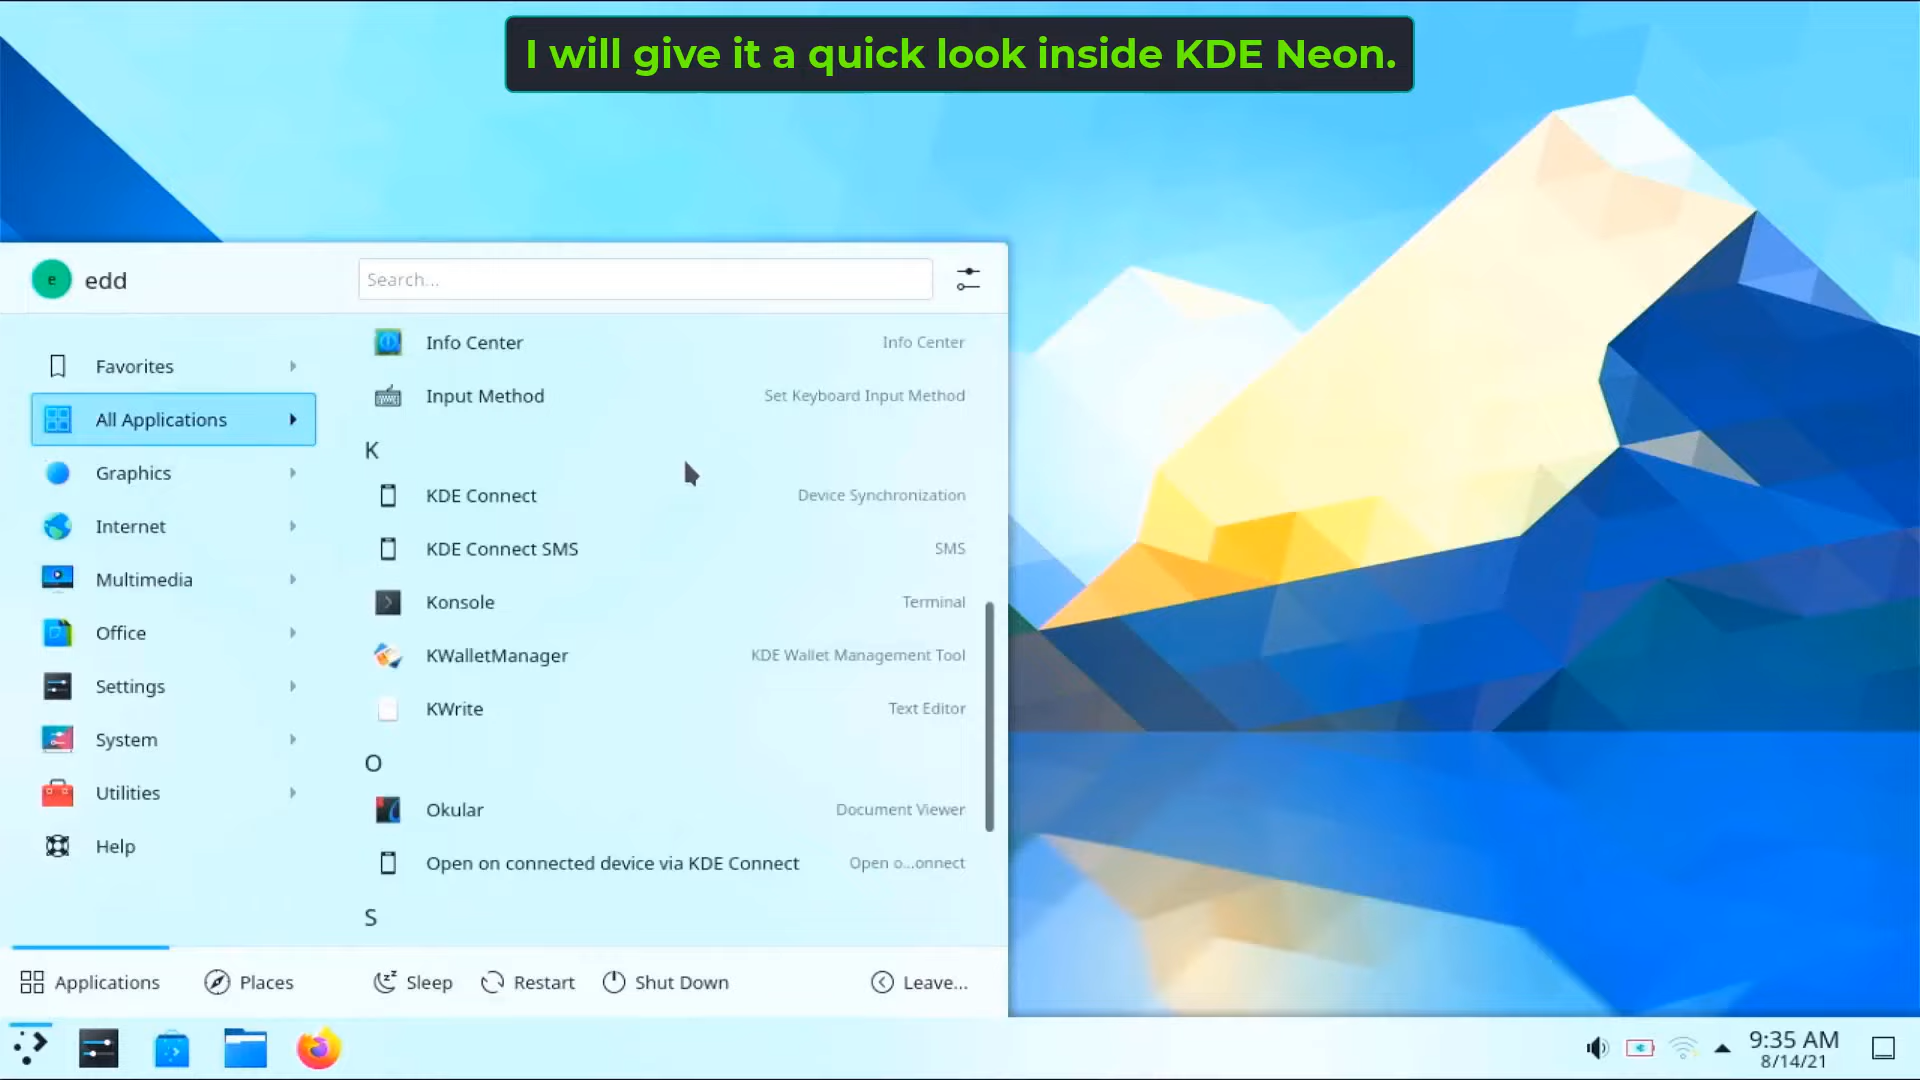 I will give it a quick look inside KDE Neon.
e
edd
Search...
Favorites
All Applications
Graphics
Internet
Multimedia
Office
Settings
System
Utilities
Help
Info Center Info Center
Input Method Set Keyboard Input Method
K
KDE Connect Device Synchronization
KDE Connect SMS SMS
Konsole Terminal
KWalletManager KDE Wallet Management Tool
KWrite Text Editor
O
Okular Document Viewer
Open on connected device via KDE Connect Open o...onnect
S
Applications Places Sleep Restart Shut Down Leave...
9:35 AM
8/14/21